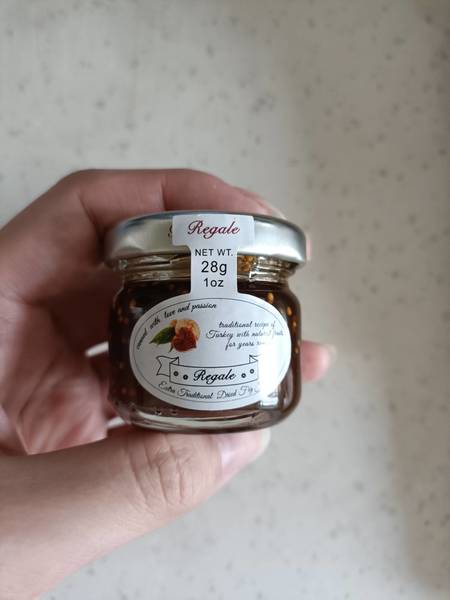 Regale
NET WT.
28g
1oz
with love and passion
traditional recipe of
Turkey with natural fruits
for years
Regale
Extra Traditional Dried Fig